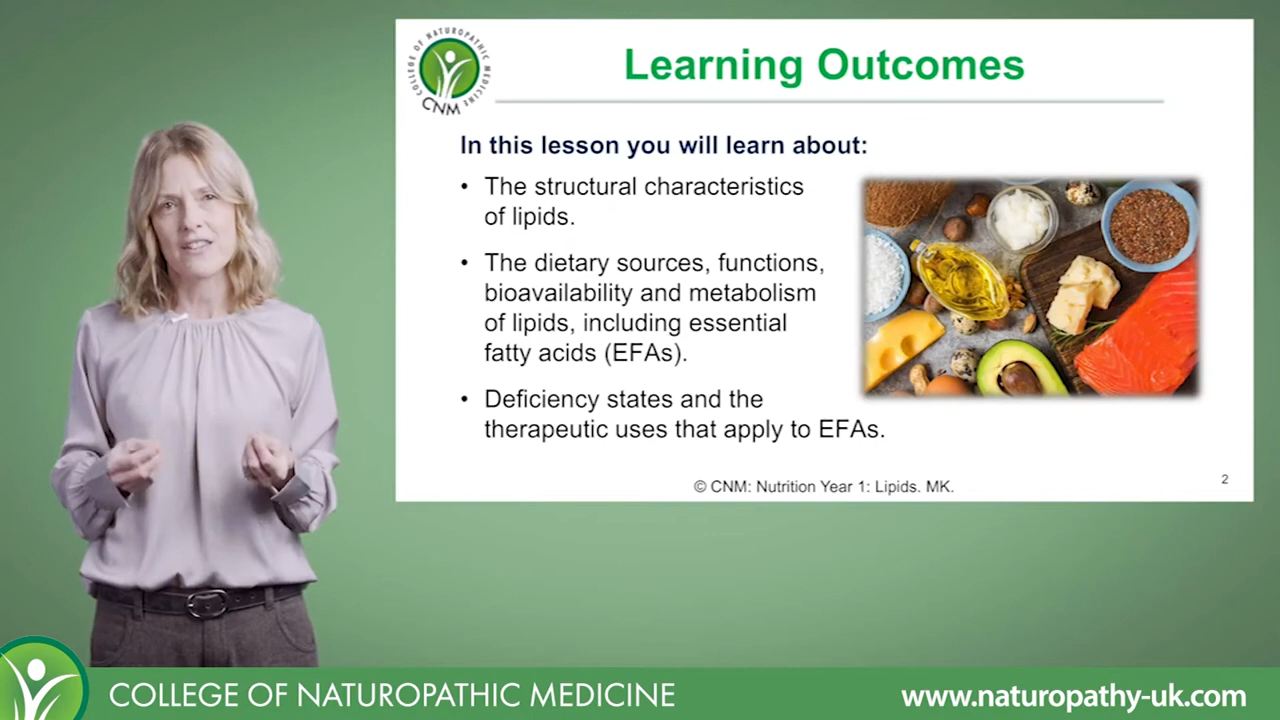 COLLEGE OF NATUROPATHIC MEDICINE
CNM
Learning Outcomes
In this lesson you will learn about:
• The structural characteristics
of lipids.
• The dietary sources, functions,
bioavailability and metabolism
of lipids, including essential
fatty acids (EFAs).
• Deficiency states and the
therapeutic uses that apply to EFAs.
© CNM: Nutrition Year 1: Lipids. MK.
2
COLLEGE OF NATUROPATHIC MEDICINE
www.naturopathy-uk.com